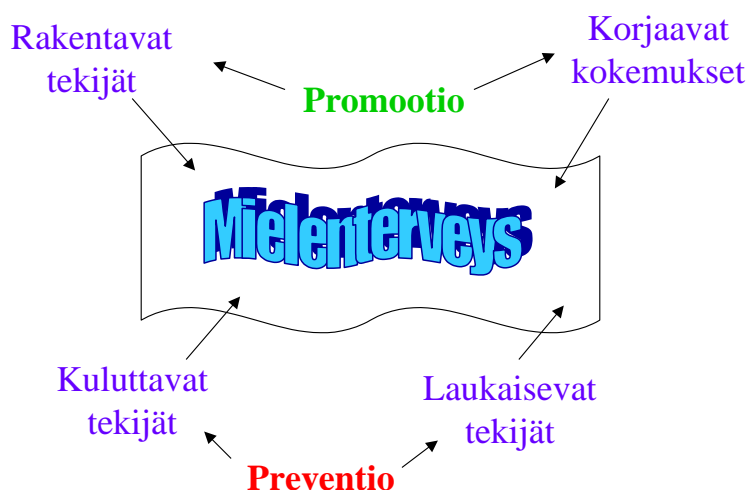 Rakentavat
tekijät
Korjaavat
kokemukset
Promootio
Mielenterveys
Kuluttavat
tekijät
Laukaisevat
tekijät
Preventio